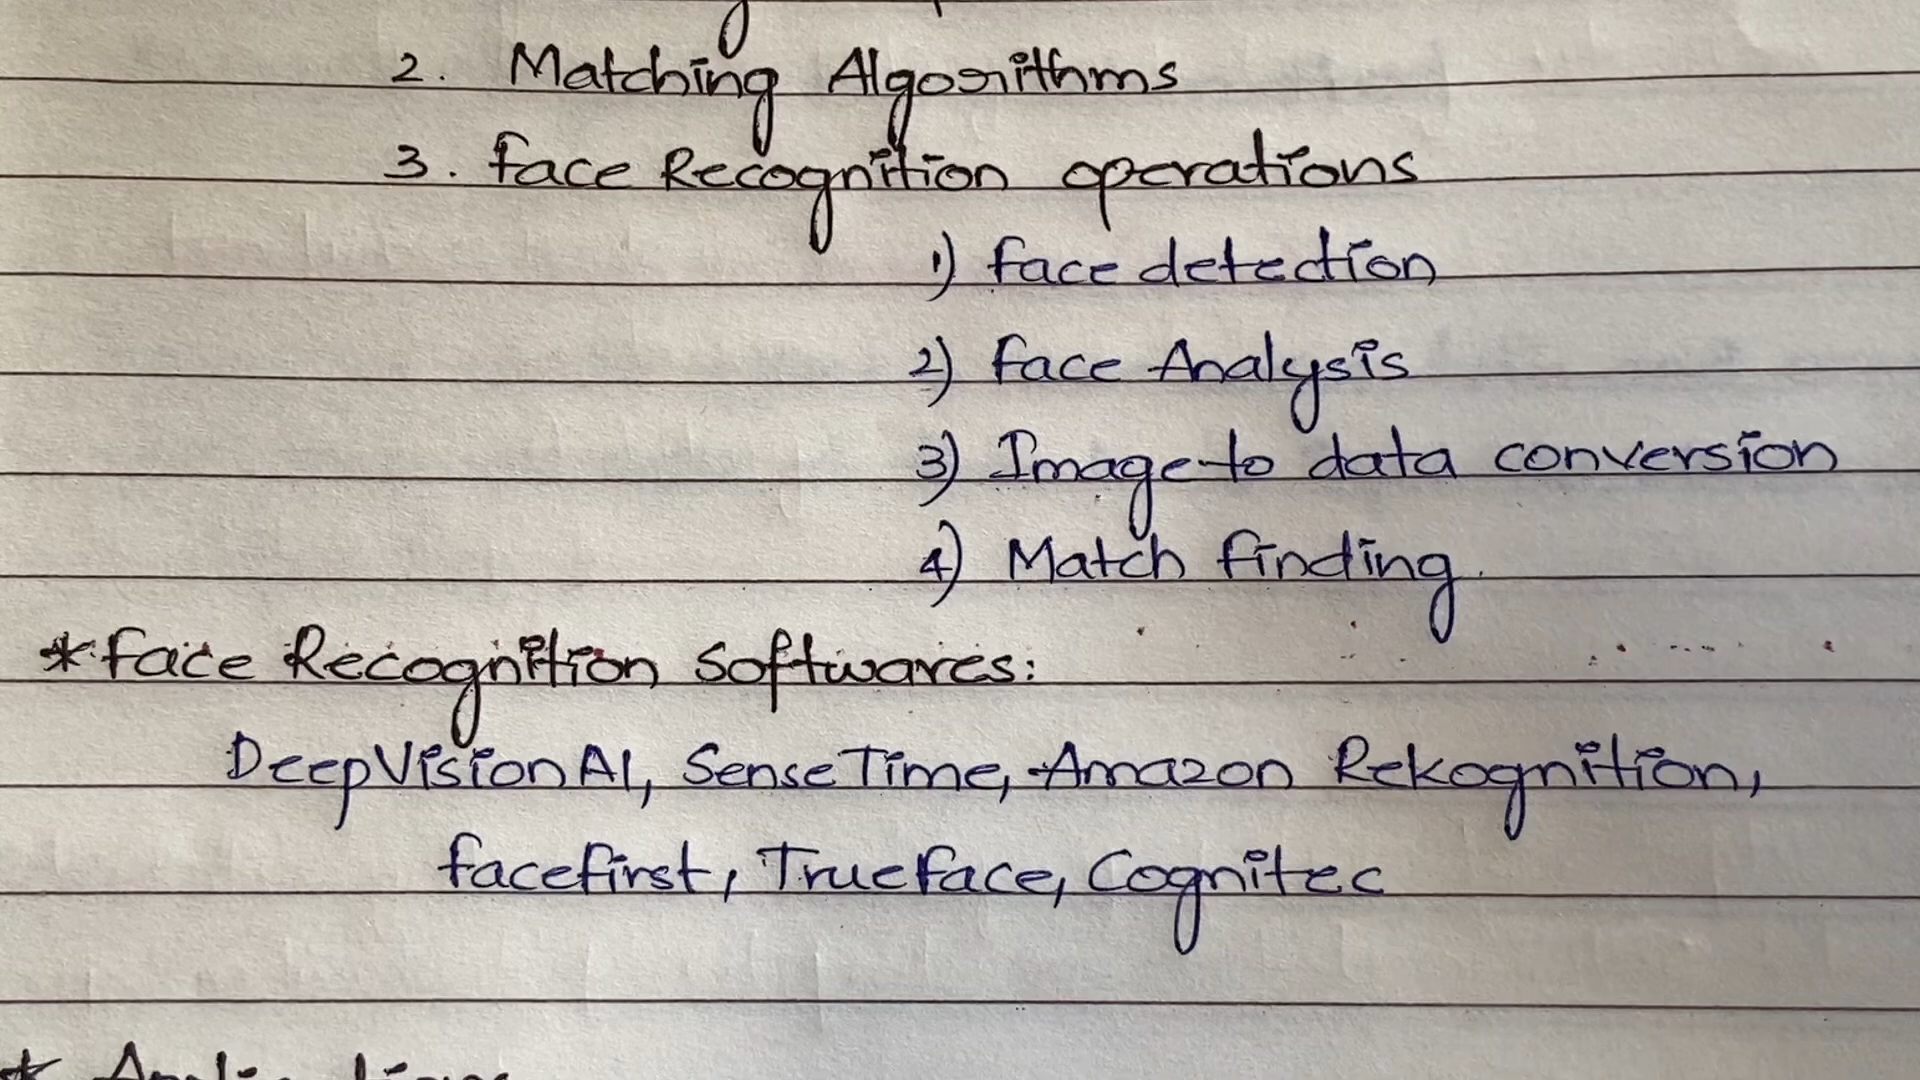 2. Matching Algorithms
3. face Recognition operations
1) face detection
2) face Analysis
3) Image to data conversion
4) Match finding.
* face Recognition softwares:
DeepVision AI, SenseTime, Amazon Rekognition,
facefirst, Trueface, Cognitec
* Applications